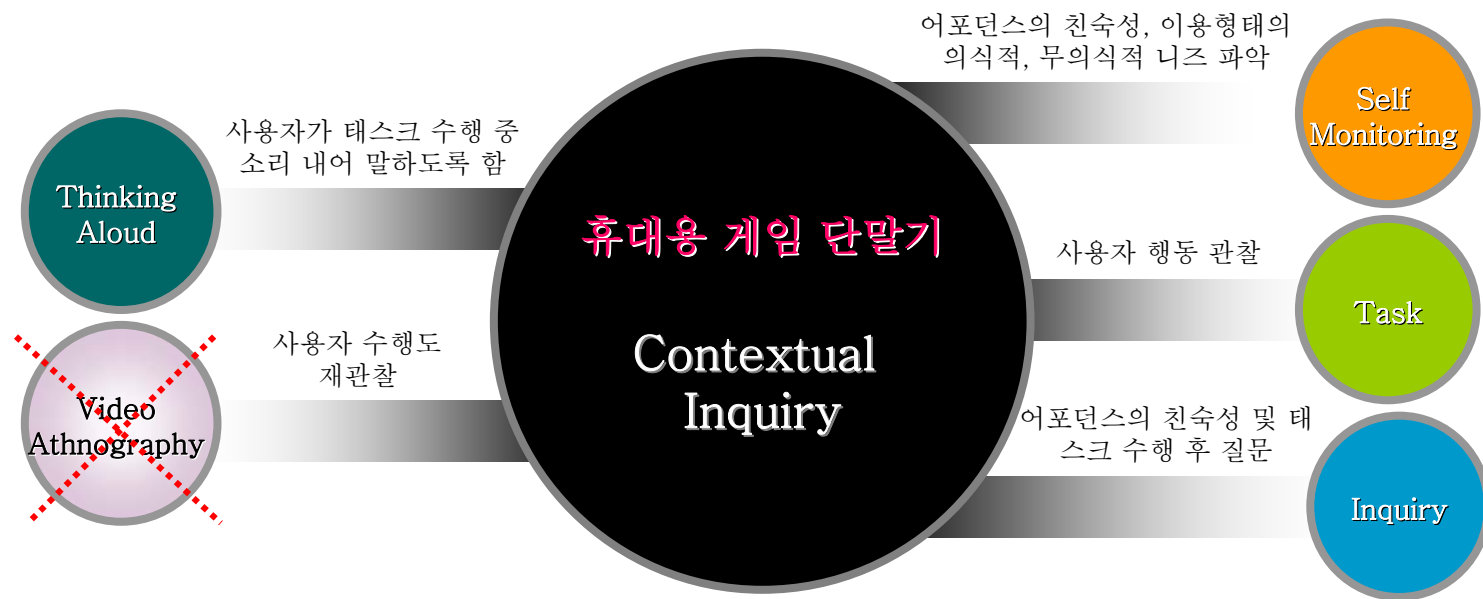 사용자가 태스크 수행 중
소리 내어 말하도록 함
Thinking
Aloud
사용자 수행도
재관찰
Video
Athnography
휴대용 게임 단말기
Contextual
Inquiry
어포던스의 친숙성, 이용형태의
의식적, 무의식적 니즈 파악
Self
Monitoring
사용자 행동 관찰
Task
어포던스의 친숙성 및 태
스크 수행 후 질문
Inquiry